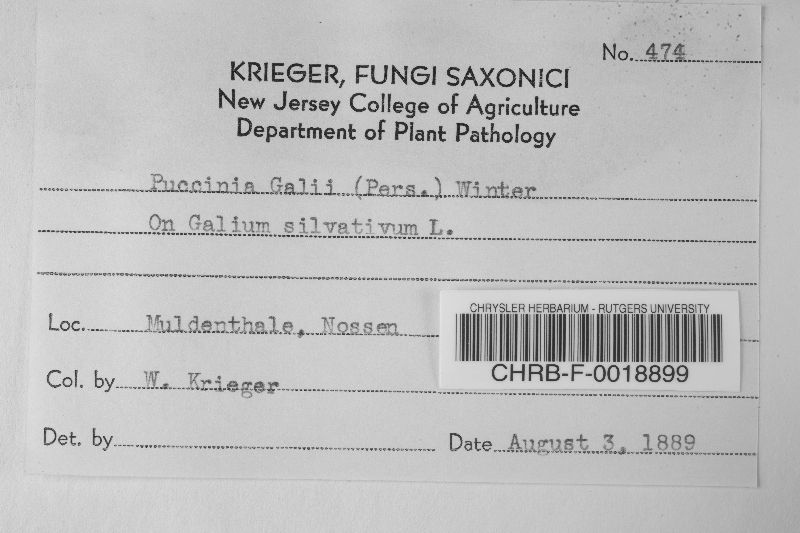 No. 474
KRIEGER, FUNGI SAXONICI
New Jersey College of Agriculture
Department of Plant Pathology
Puccinia Galii (Pers.) Winter
On Galium silvativum L.
Loc. Muldenthale, Nossen
CHRYSLER HERBARIUM - RUTGERS UNIVERSITY
CHRB-F-0018899
Col. by W. Krieger
Det. by
Date August 3, 1889